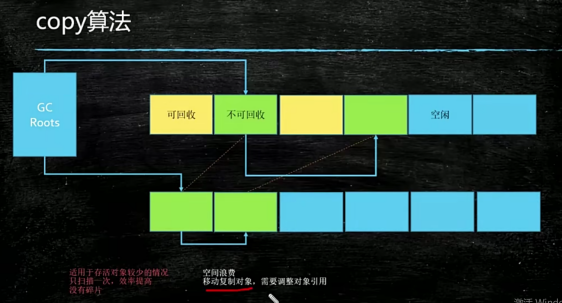 copy算法
GC
Roots
可回收
不可回收
空闲
适用于存活对象较少的情况
只扫描一次，效率提高
没有碎片
空间浪费
移动复制对象，需要调整对象引用
激活 Wind